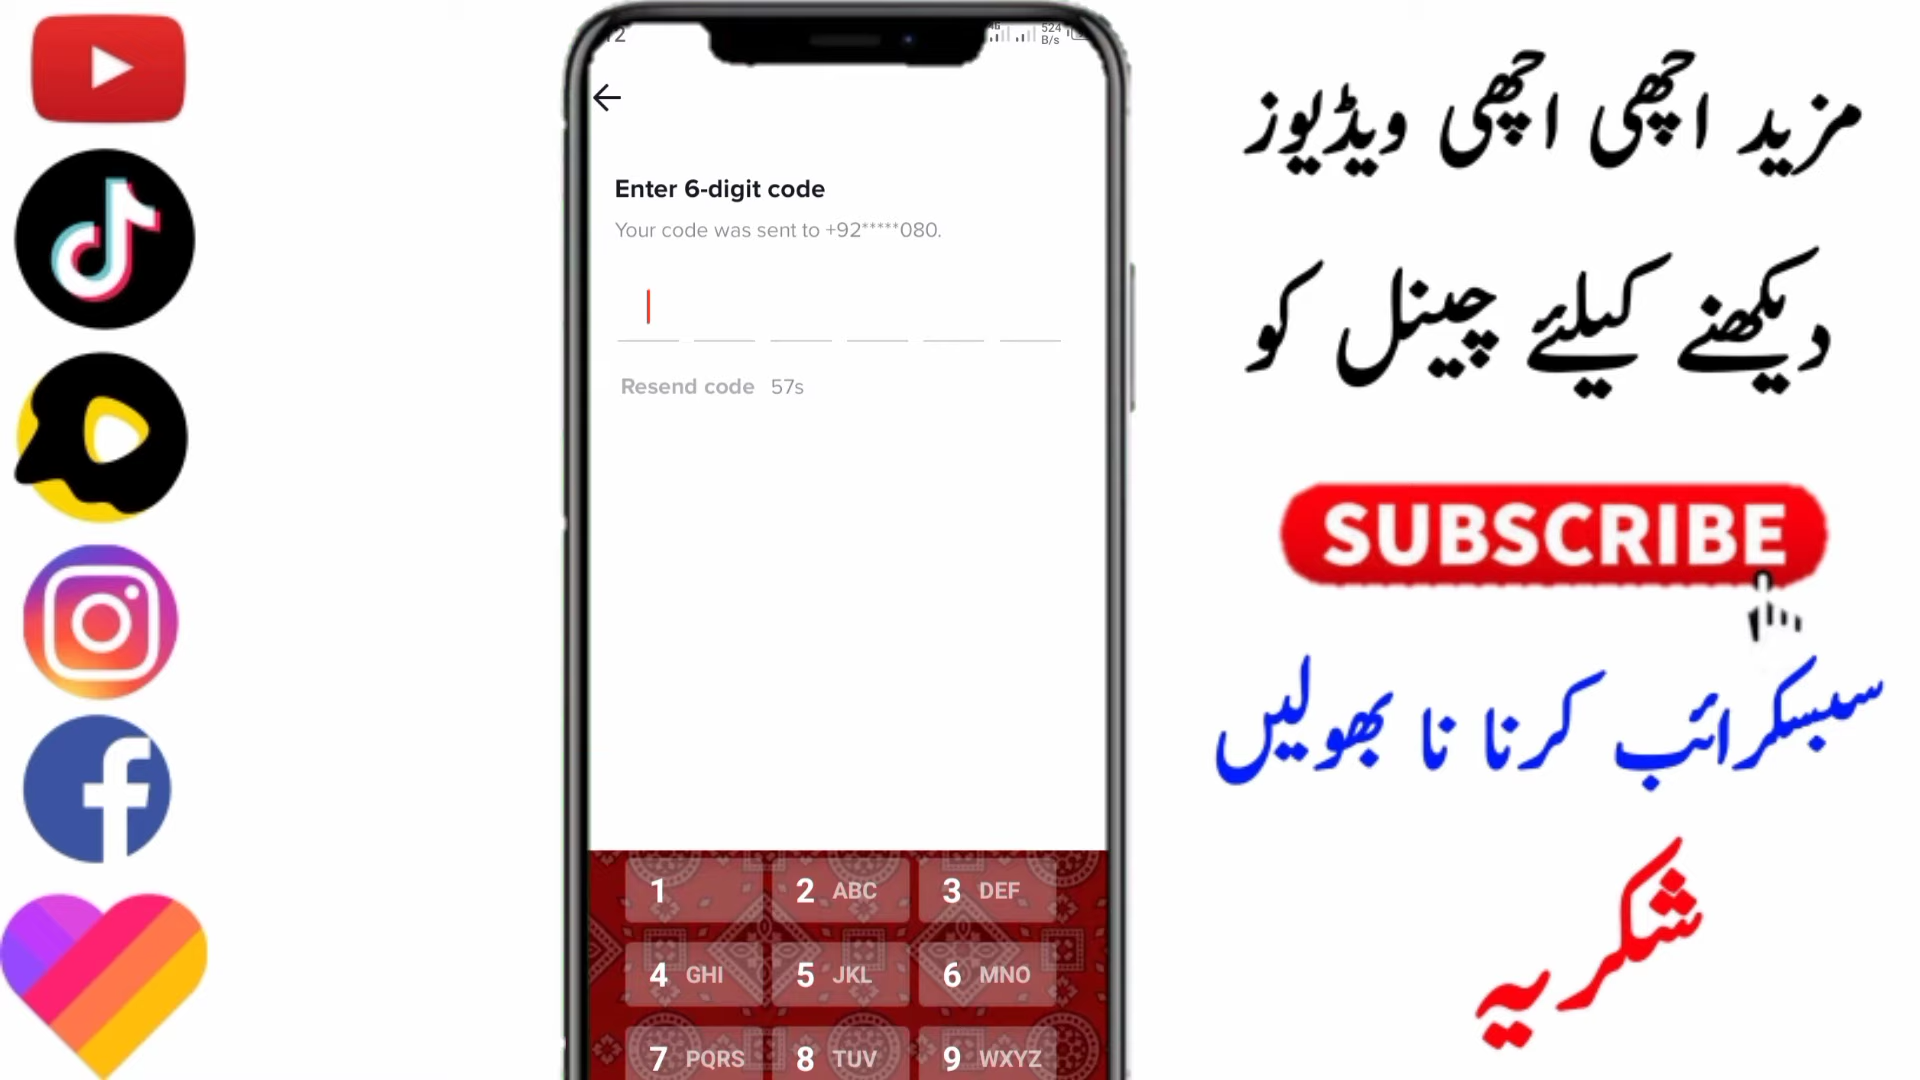 524
B/s
Enter 6-digit code
Your code was sent to +92*****080.
Resend code 57s
1
2 ABC
3 DEF
4 GHI
5 JKL
6 MNO
7 PQRS
8 TUV
9 WXYZ
مزید اچھی اچھی ویڈیوز
دیکھنے کیلئے چینل کو
SUBSCRIBE
سبسکرائب کرنا نا بھولیں
شکریہ